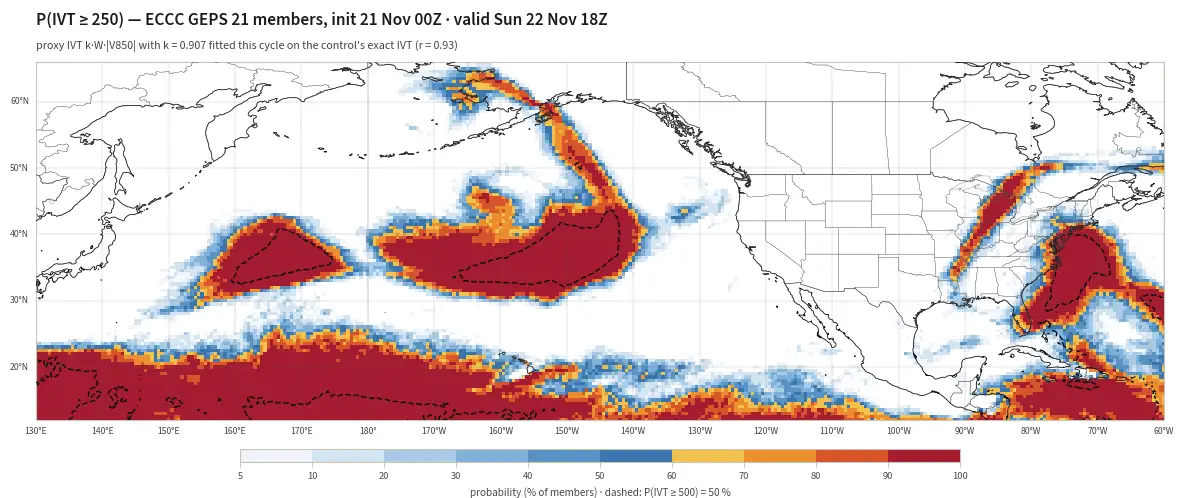 P(IVT ≥ 250) — ECCC GEPS 21 members, init 21 Nov 00Z · valid Sun 22 Nov 18Z
proxy IVT k·W·|V850| with k = 0.907 fitted this cycle on the control's exact IVT (r = 0.93)
60°N
50°N
40°N
30°N
20°N
130°E 140°E 150°E 160°E 170°E 180° 170°W 160°W 150°W 140°W 130°W 120°W 110°W 100°W 90°W 80°W 70°W 60°W
5 10 20 30 40 50 60 70 80 90 100
probability (% of members) · dashed: P(IVT ≥ 500) = 50 %